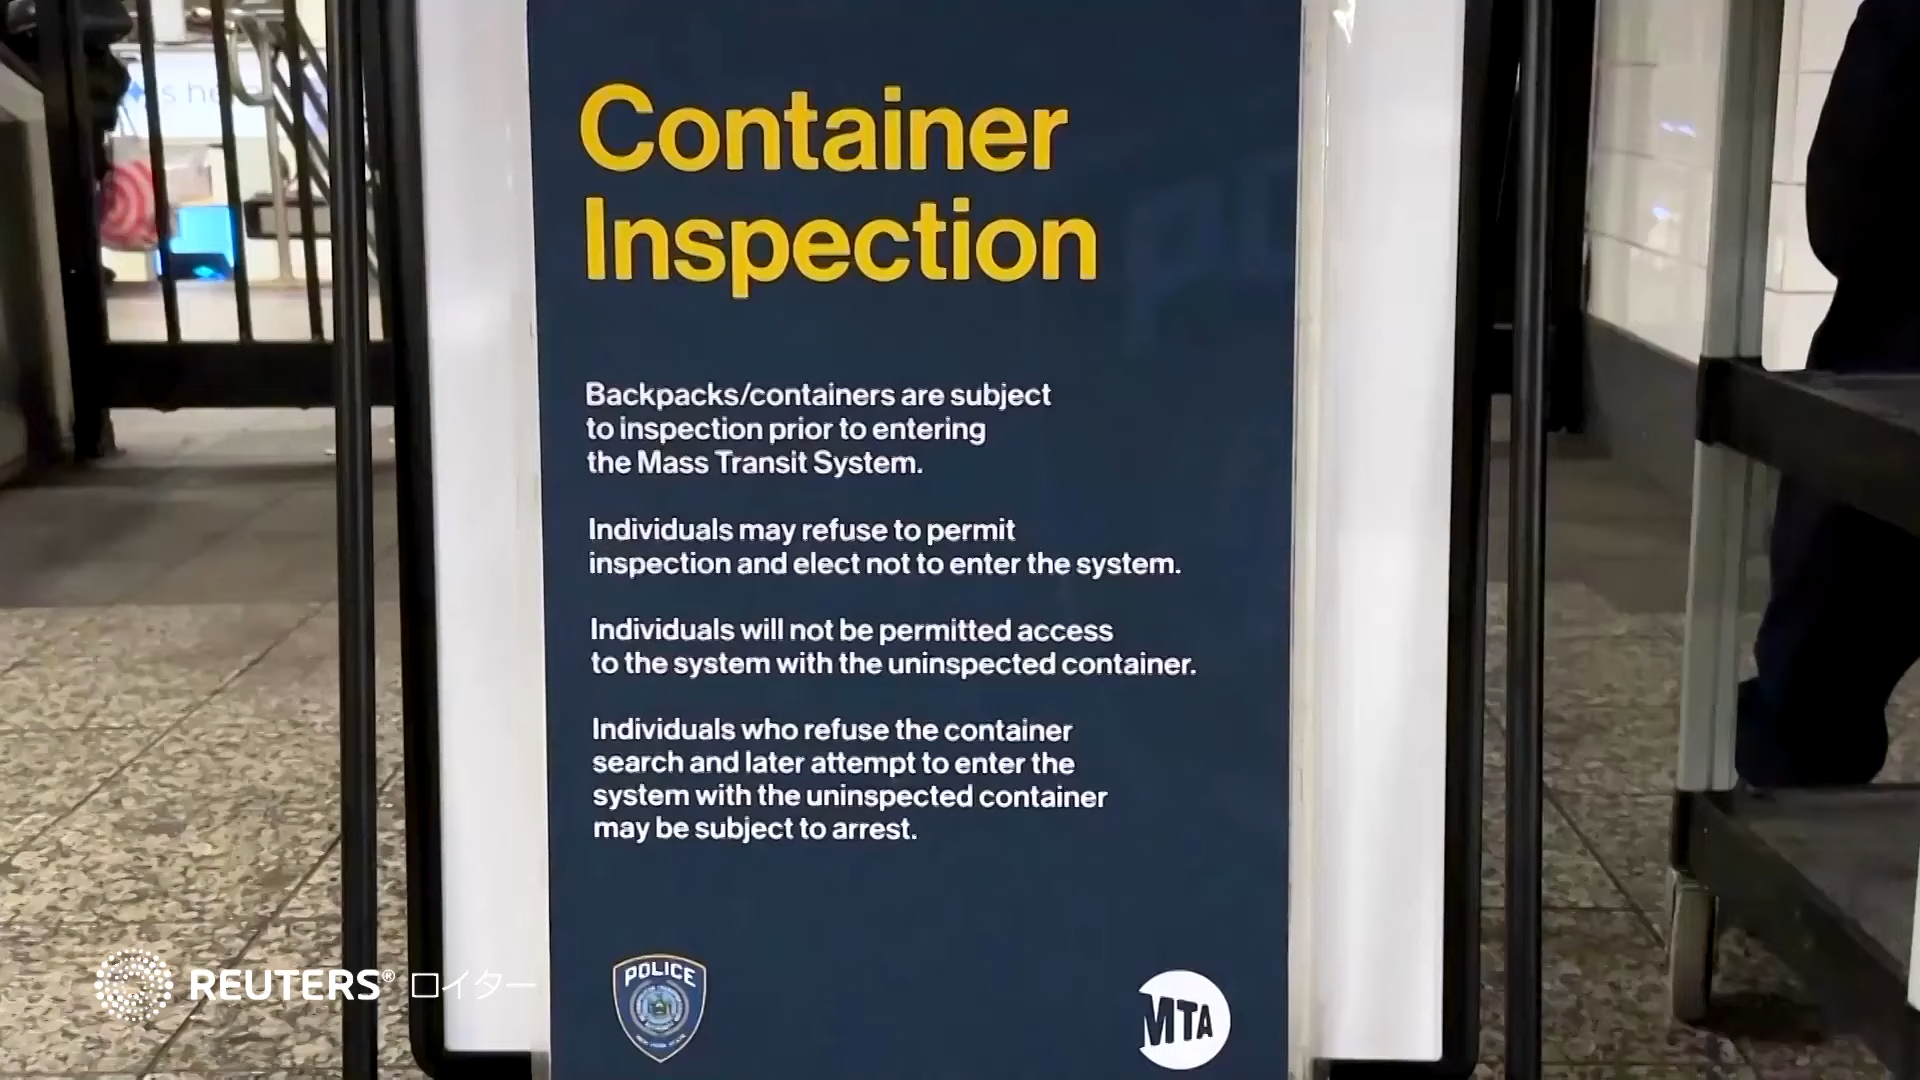 Container
Inspection
Backpacks/containers are subject
to inspection prior to entering
the Mass Transit System.
Individuals may refuse to permit
inspection and elect not to enter the system.
Individuals will not be permitted access
to the system with the uninspected container.
Individuals who refuse the container
search and later attempt to enter the
system with the uninspected container
may be subject to arrest.
POLICE
MTA
REUTERS® ロイター